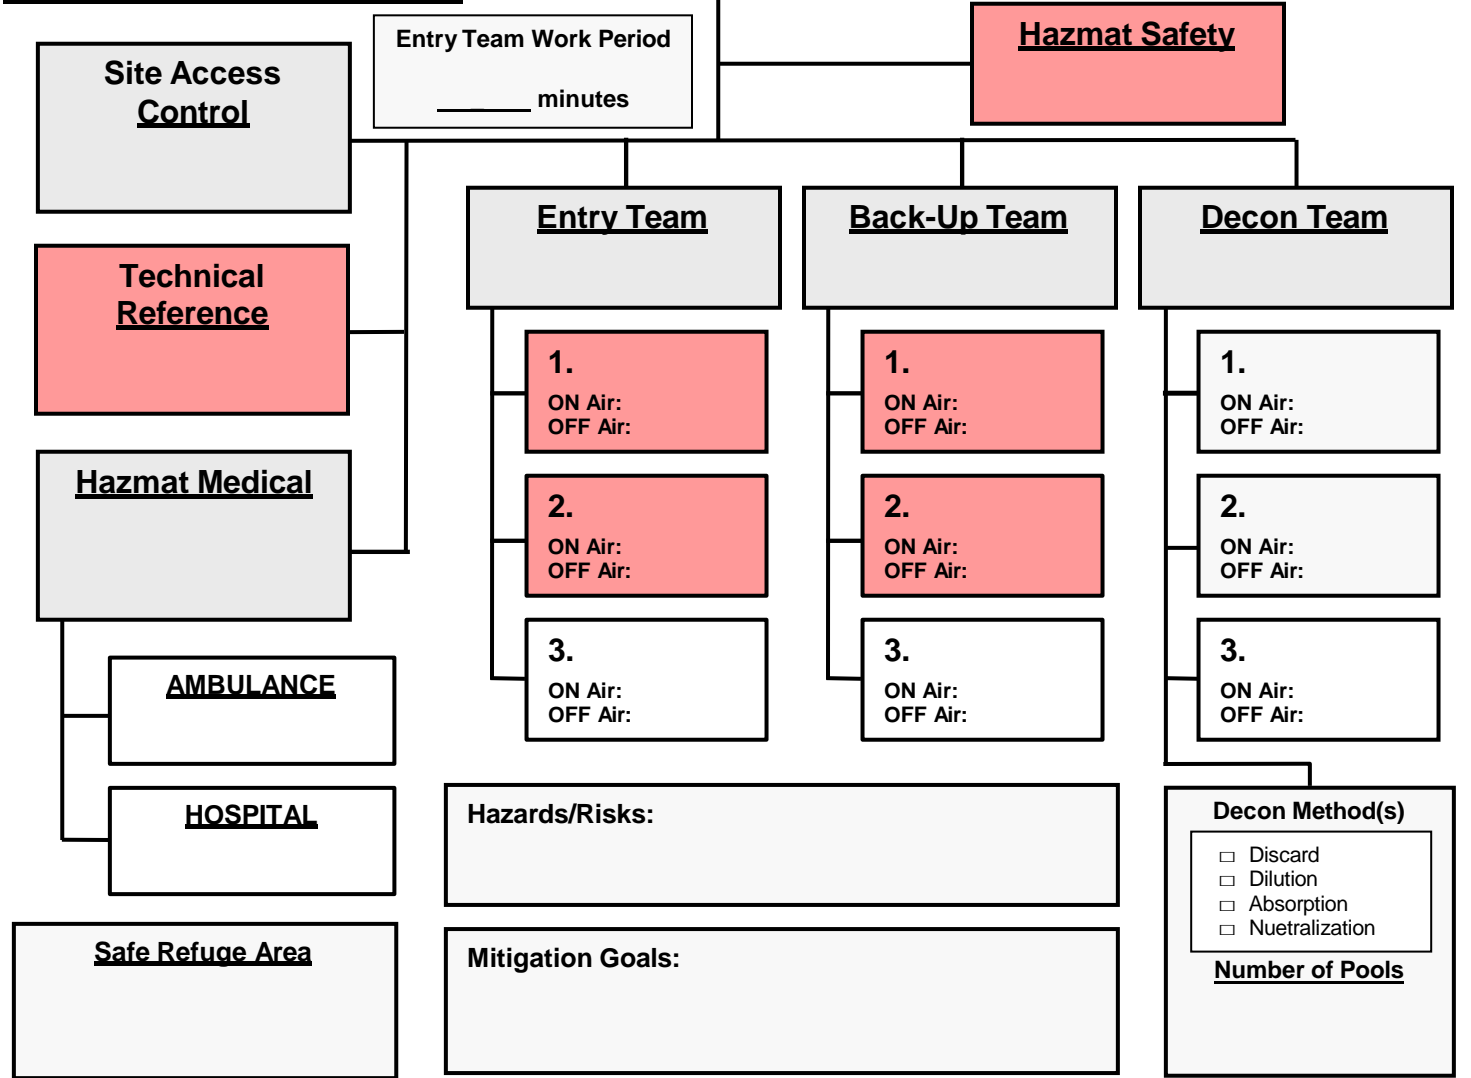 Entry Team Work Period
___ _ ____ minutes
Hazmat Safety
Site Access
Control
Technical
Reference
Hazmat Medical
AMBULANCE
HOSPITAL
Safe Refuge Area
Entry Team
1.
ON Air:
OFF Air:
2.
ON Air:
OFF Air:
3.
ON Air:
OFF Air:
Back-Up Team
1.
ON Air:
OFF Air:
2.
ON Air:
OFF Air:
3.
ON Air:
OFF Air:
Decon Team
1.
ON Air:
OFF Air:
2.
ON Air:
OFF Air:
3.
ON Air:
OFF Air:
Hazards/Risks:
Mitigation Goals:
Decon Method(s)
□ Discard
□ Dilution
□ Absorption
□ Nuetralization
Number of Pools